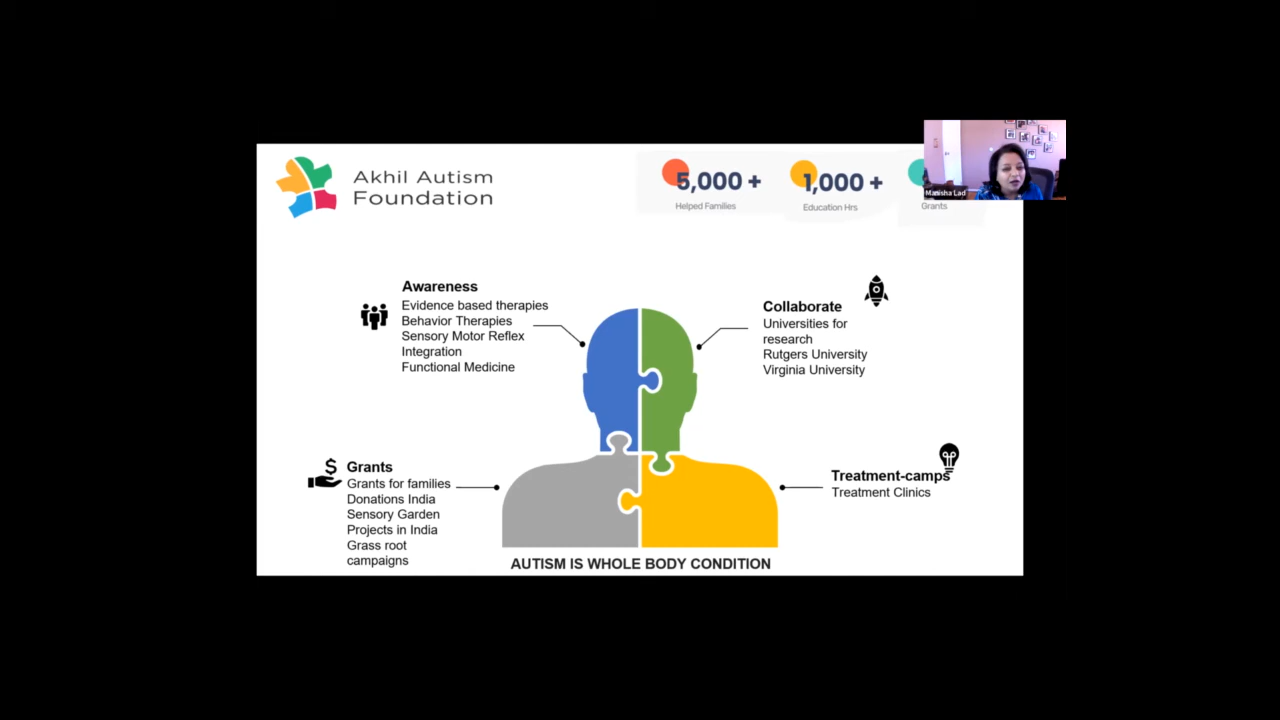 Akhil Autism
Foundation
5,000 +
Helped Families
1,000 +
Education Hrs
Grants
Manisha Lad
Awareness
Evidence based therapies
Behavior Therapies
Sensory Motor Reflex
Integration
Functional Medicine
Collaborate
Universities for
research
Rutgers University
Virginia University
Grants
Grants for families
Donations India
Sensory Garden
Projects in India
Grass root
campaigns
Treatment-camps
Treatment Clinics
AUTISM IS WHOLE BODY CONDITION